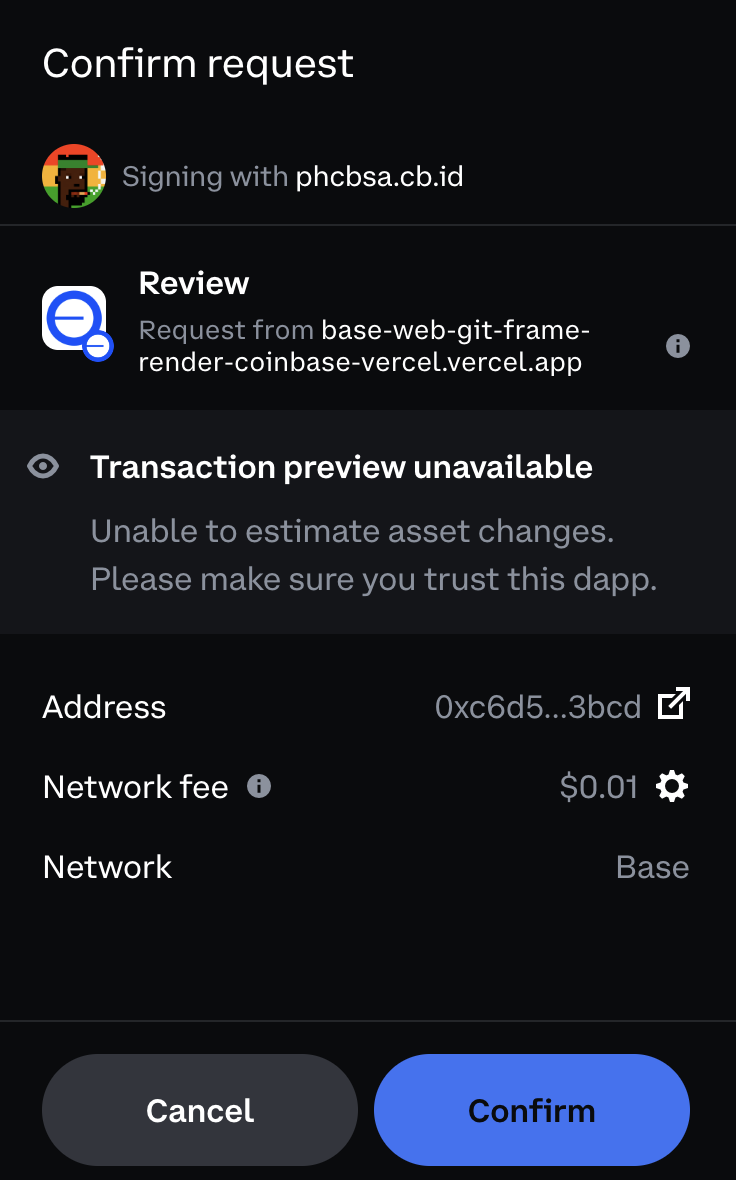 Confirm request
Signing with phcbsa.cb.id
Review
Request from base-web-git-frame-
render-coinbase-vercel.vercel.app
Transaction preview unavailable
Unable to estimate asset changes.
Please make sure you trust this dapp.
Address 0xc6d5...3bcd
Network fee $0.01
Network Base
Cancel Confirm